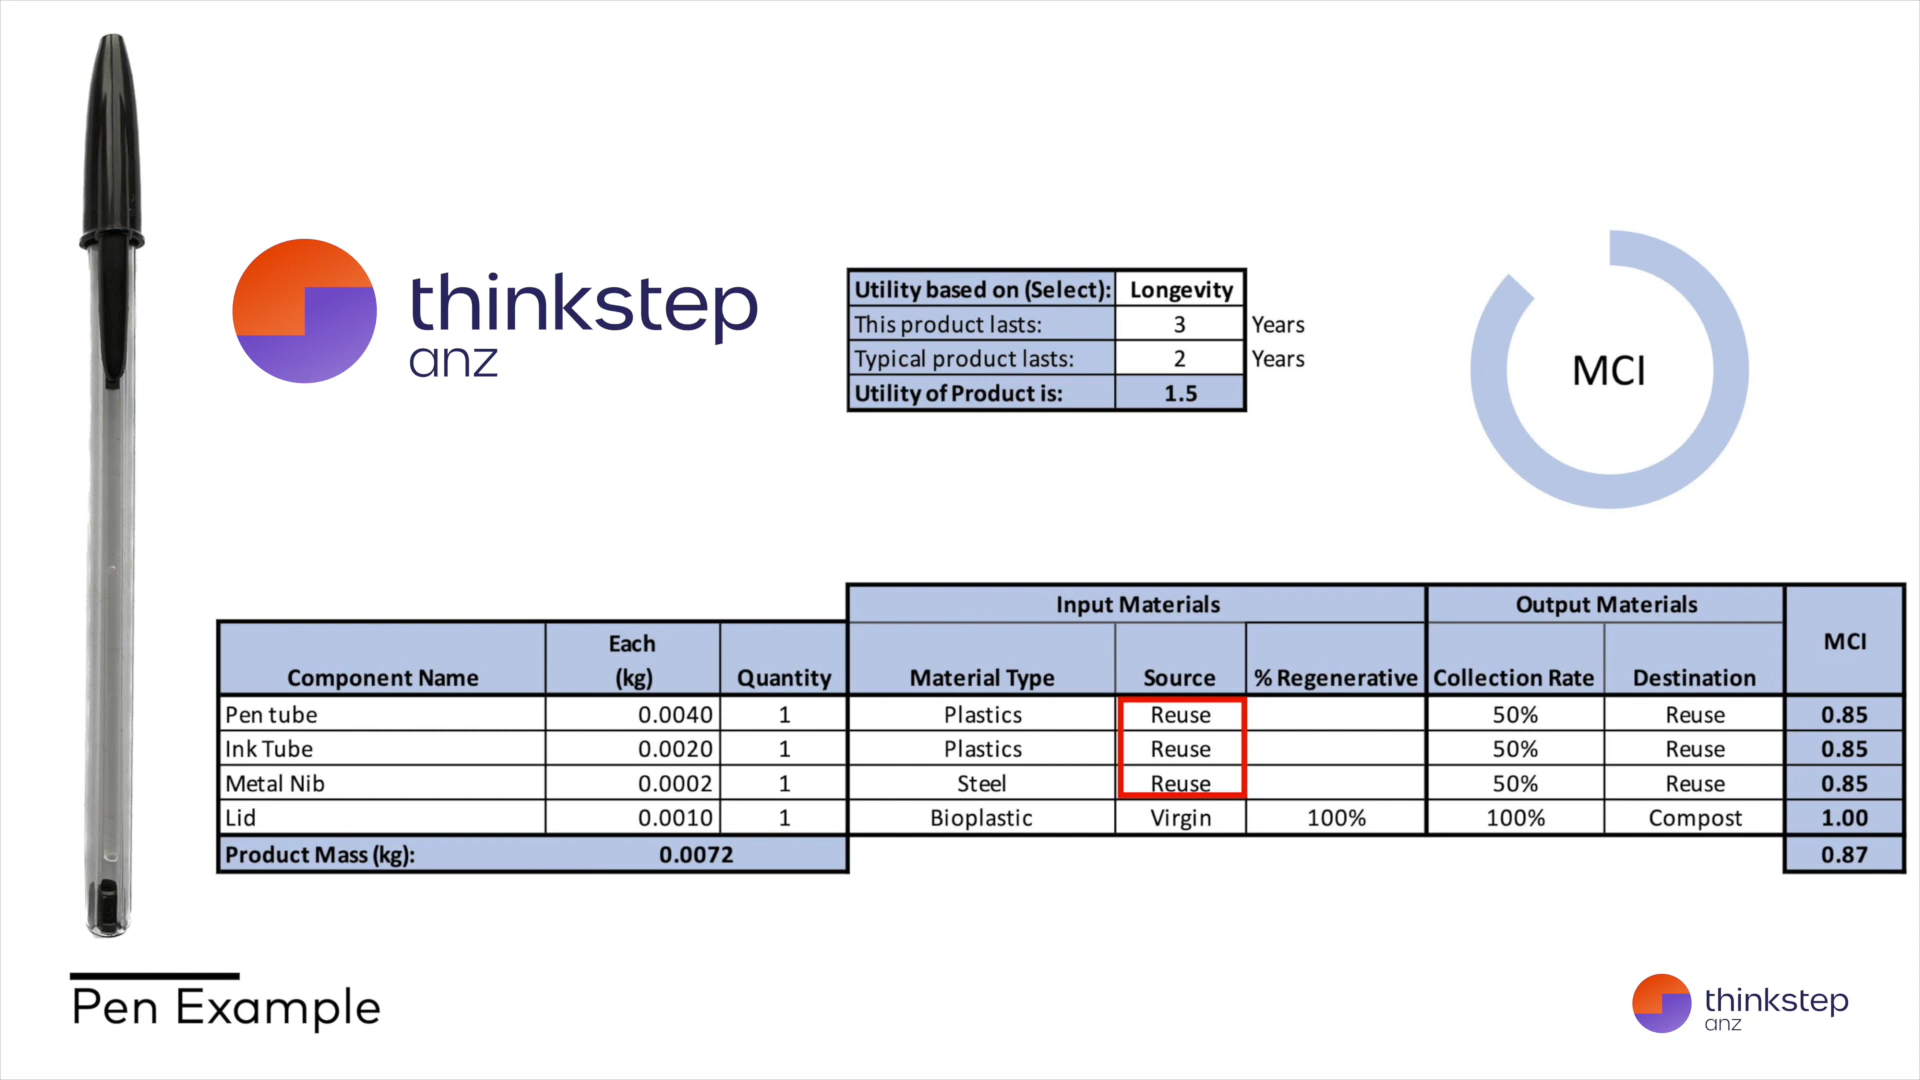 thinkstep
anz
Utility based on (Select): Longevity
This product lasts: 3 Years
Typical product lasts: 2 Years
Utility of Product is: 1.5
MCI
Input Materials Output Materials MCI
Component Name Each (kg) Quantity Material Type Source % Regenerative Collection Rate Destination
Pen tube 0.0040 1 Plastics Reuse 50% Reuse 0.85
Ink Tube 0.0020 1 Plastics Reuse 50% Reuse 0.85
Metal Nib 0.0002 1 Steel Reuse 50% Reuse 0.85
Lid 0.0010 1 Bioplastic Virgin 100% 100% Compost 1.00
Product Mass (kg): 0.0072 0.87
Pen Example
thinkstep
anz